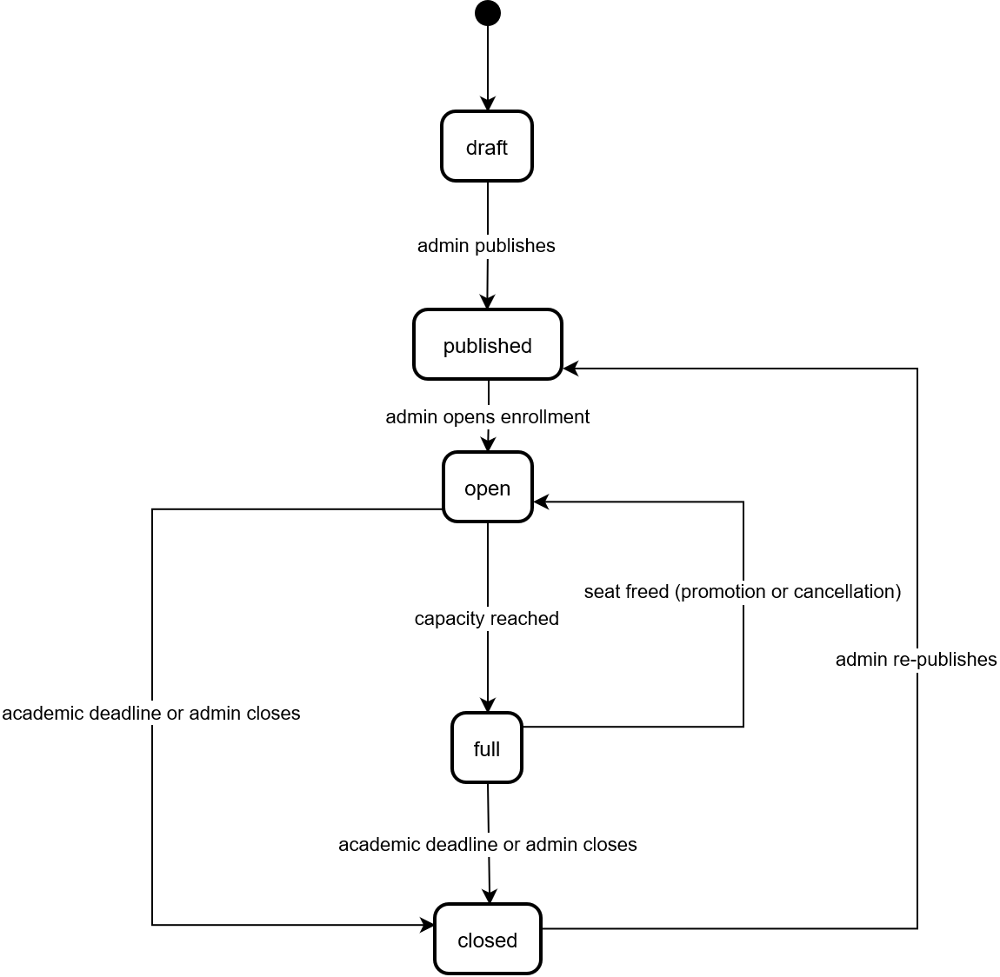 draft
admin publishes
published
admin opens enrollment
open
seat freed (promotion or cancellation)
capacity reached
admin re-publishes
academic deadline or admin closes
full
academic deadline or admin closes
closed